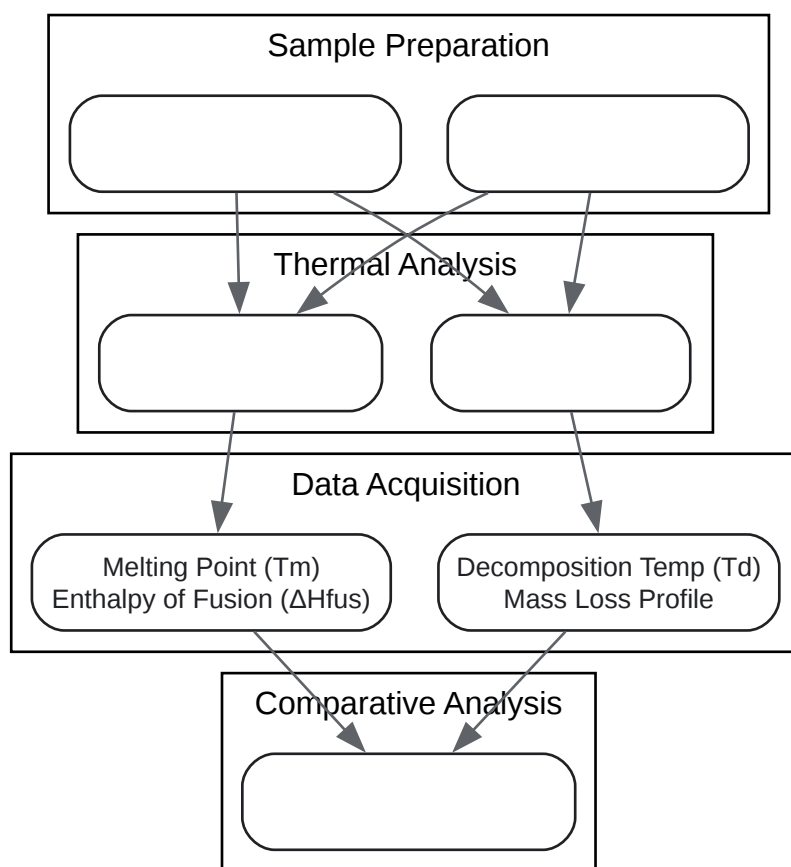 Sample Preparation
Thermal Analysis
Data Acquisition
Melting Point (Tm)
Enthalpy of Fusion (ΔHfus)
Decomposition Temp (Td)
Mass Loss Profile
Comparative Analysis